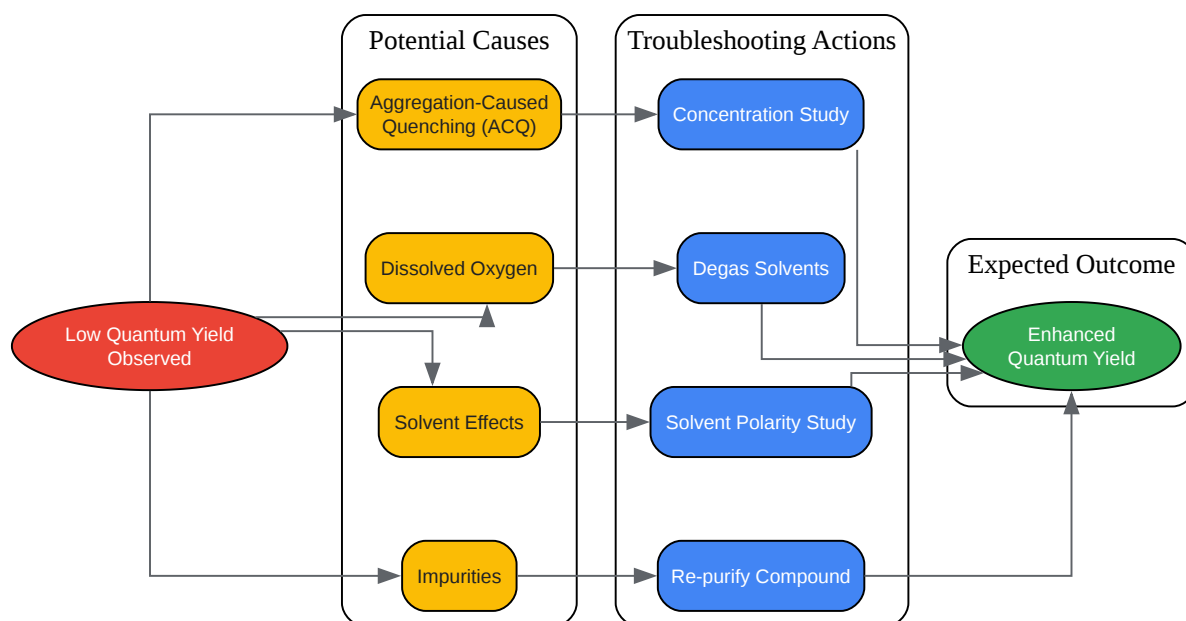 Potential Causes
Troubleshooting Actions
Aggregation-Caused
Quenching (ACQ)
Concentration Study
Dissolved Oxygen
Degas Solvents
Expected Outcome
Low Quantum Yield
Observed
Enhanced
Quantum Yield
Solvent Effects
Solvent Polarity Study
Impurities
Re-purify Compound